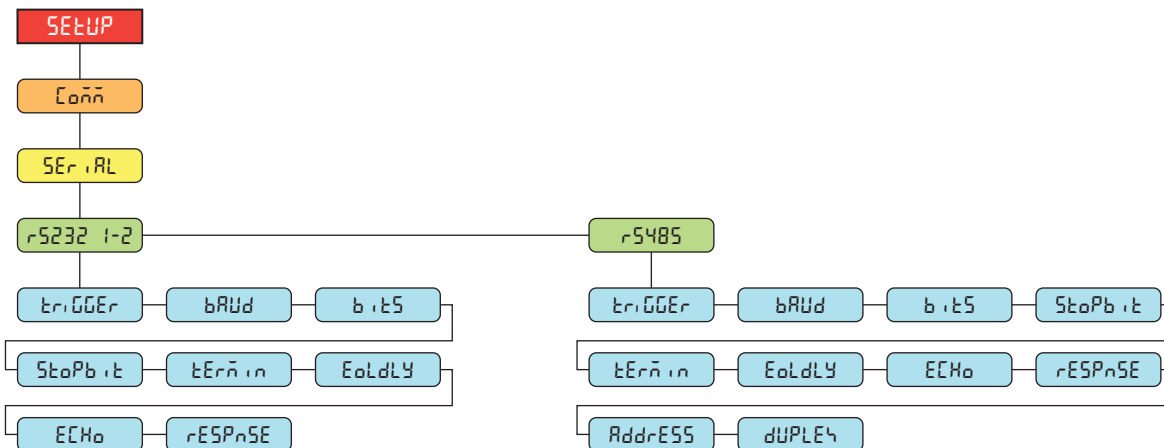 SEtUP
Comm
SEriAL
rS232 1-2 rS485
triGGEr bAUd bitS triGGEr bAUd bitS StoPbit
StoPbit tErmin EoLdLY tErmin EoLdLY ECHo rESPnSE
ECHo rESPnSE AddrESS dUPLEX